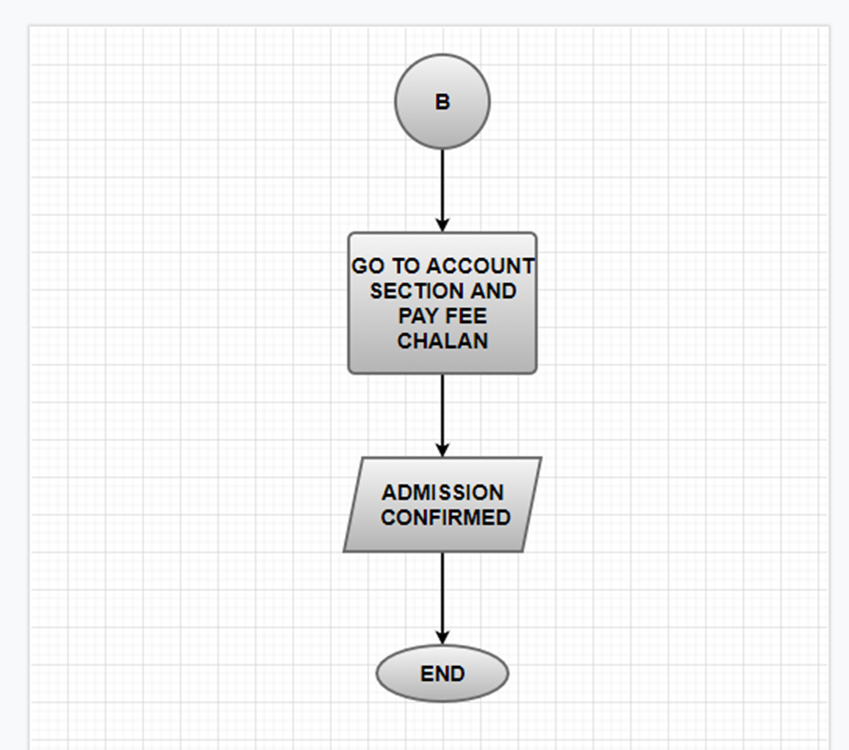 B
GO TO ACCOUNT
SECTION AND
PAY FEE
CHALAN
ADMISSION
CONFIRMED
END